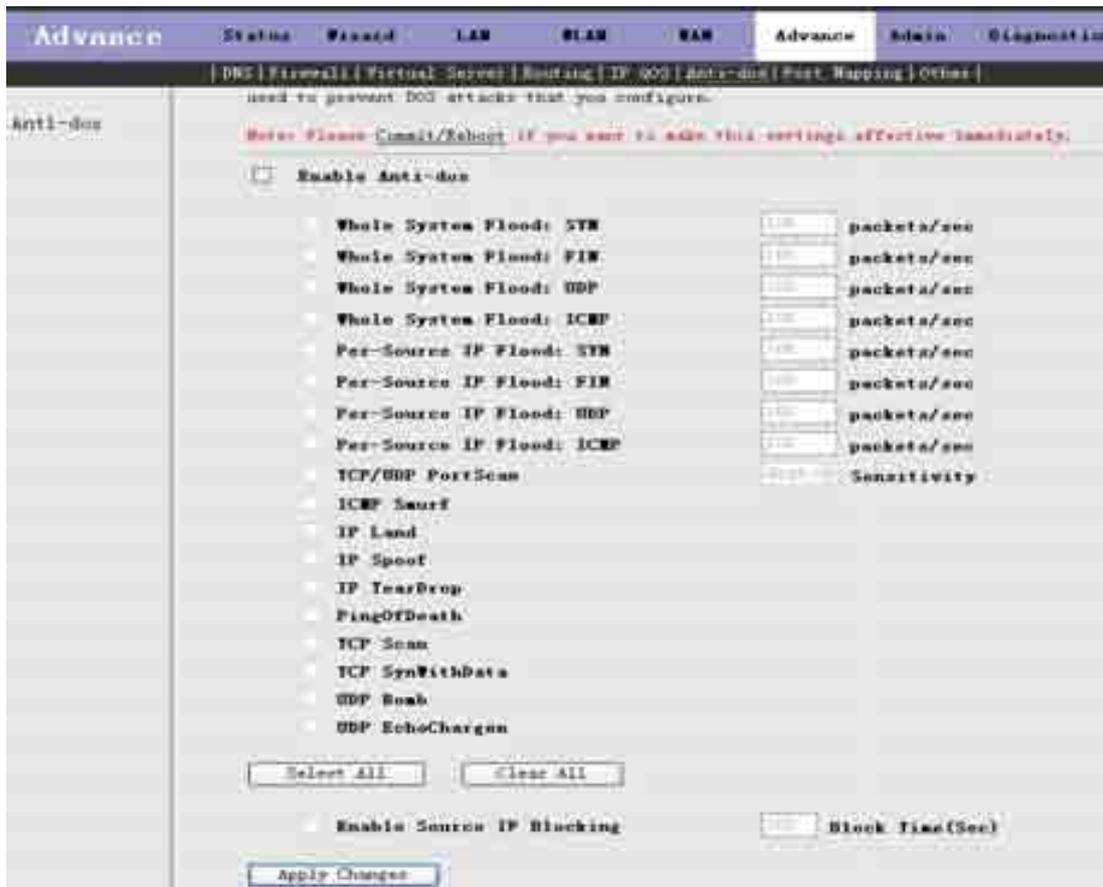 Advance
Status Wizard LAN WLAN WAN Advance Admin Diagnostic
| DNS | Firewall | Virtual Server | Routing | IP QOS | Anti-dos | Port Mapping | Other |
Anti-dos
used to prevent DOS attacks that you configure.
Note: Please Commit/Reboot if you want to make this settings effective immediately.
Enable Anti-dos
Whole System Flood: SYN packets/sec
Whole System Flood: FIN packets/sec
Whole System Flood: UDP packets/sec
Whole System Flood: ICMP packets/sec
Per-Source IP Flood: SYN packets/sec
Per-Source IP Flood: FIN packets/sec
Per-Source IP Flood: UDP packets/sec
Per-Source IP Flood: ICMP packets/sec
TCP/UDP PortScan Sensitivity
ICMP Smurf
IP Land
IP Spoof
IP TearDrop
PingOfDeath
TCP Scan
TCP SynWithData
UDP Bomb
UDP EchoChargen
Select All Clear All
Enable Source IP Blocking Block Time(Sec)
Apply Changes